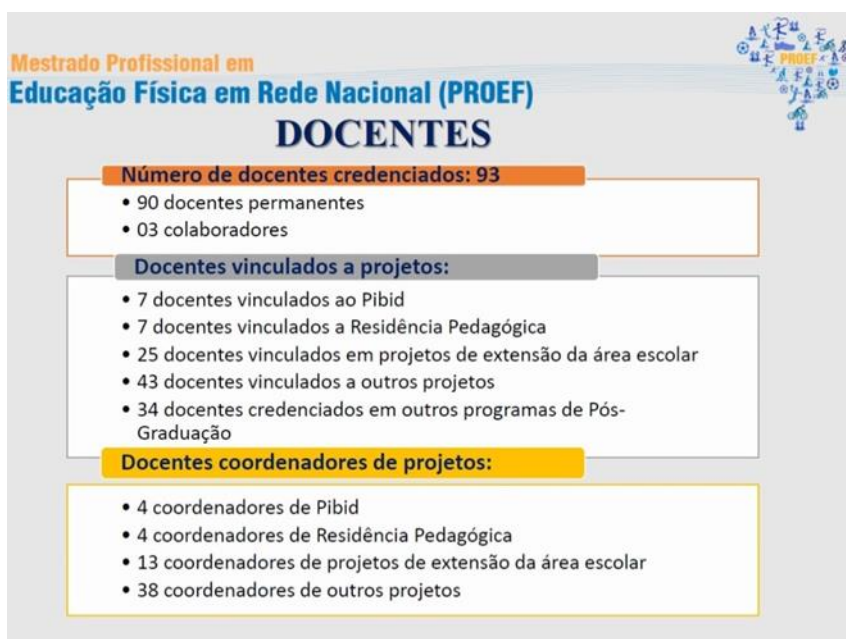 Mestrado Profissional em
Educação Física em Rede Nacional (PROEF)
PROEF
DOCENTES
Número de docentes credenciados: 93
• 90 docentes permanentes
• 03 colaboradores
Docentes vinculados a projetos:
• 7 docentes vinculados ao Pibid
• 7 docentes vinculados a Residência Pedagógica
• 25 docentes vinculados em projetos de extensão da área escolar
• 43 docentes vinculados a outros projetos
• 34 docentes credenciados em outros programas de Pós-
Graduação
Docentes coordenadores de projetos:
• 4 coordenadores de Pibid
• 4 coordenadores de Residência Pedagógica
• 13 coordenadores de projetos de extensão da área escolar
• 38 coordenadores de outros projetos